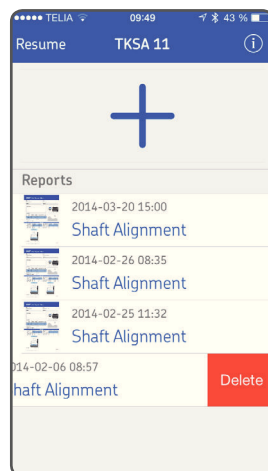 TELIA 09:49 43 %
Resume TKSA 11 i
Reports
2014-03-20 15:00
Shaft Alignment
2014-02-26 08:35
Shaft Alignment
2014-02-25 11:32
Shaft Alignment
014-02-06 08:57
haft Alignment
Delete